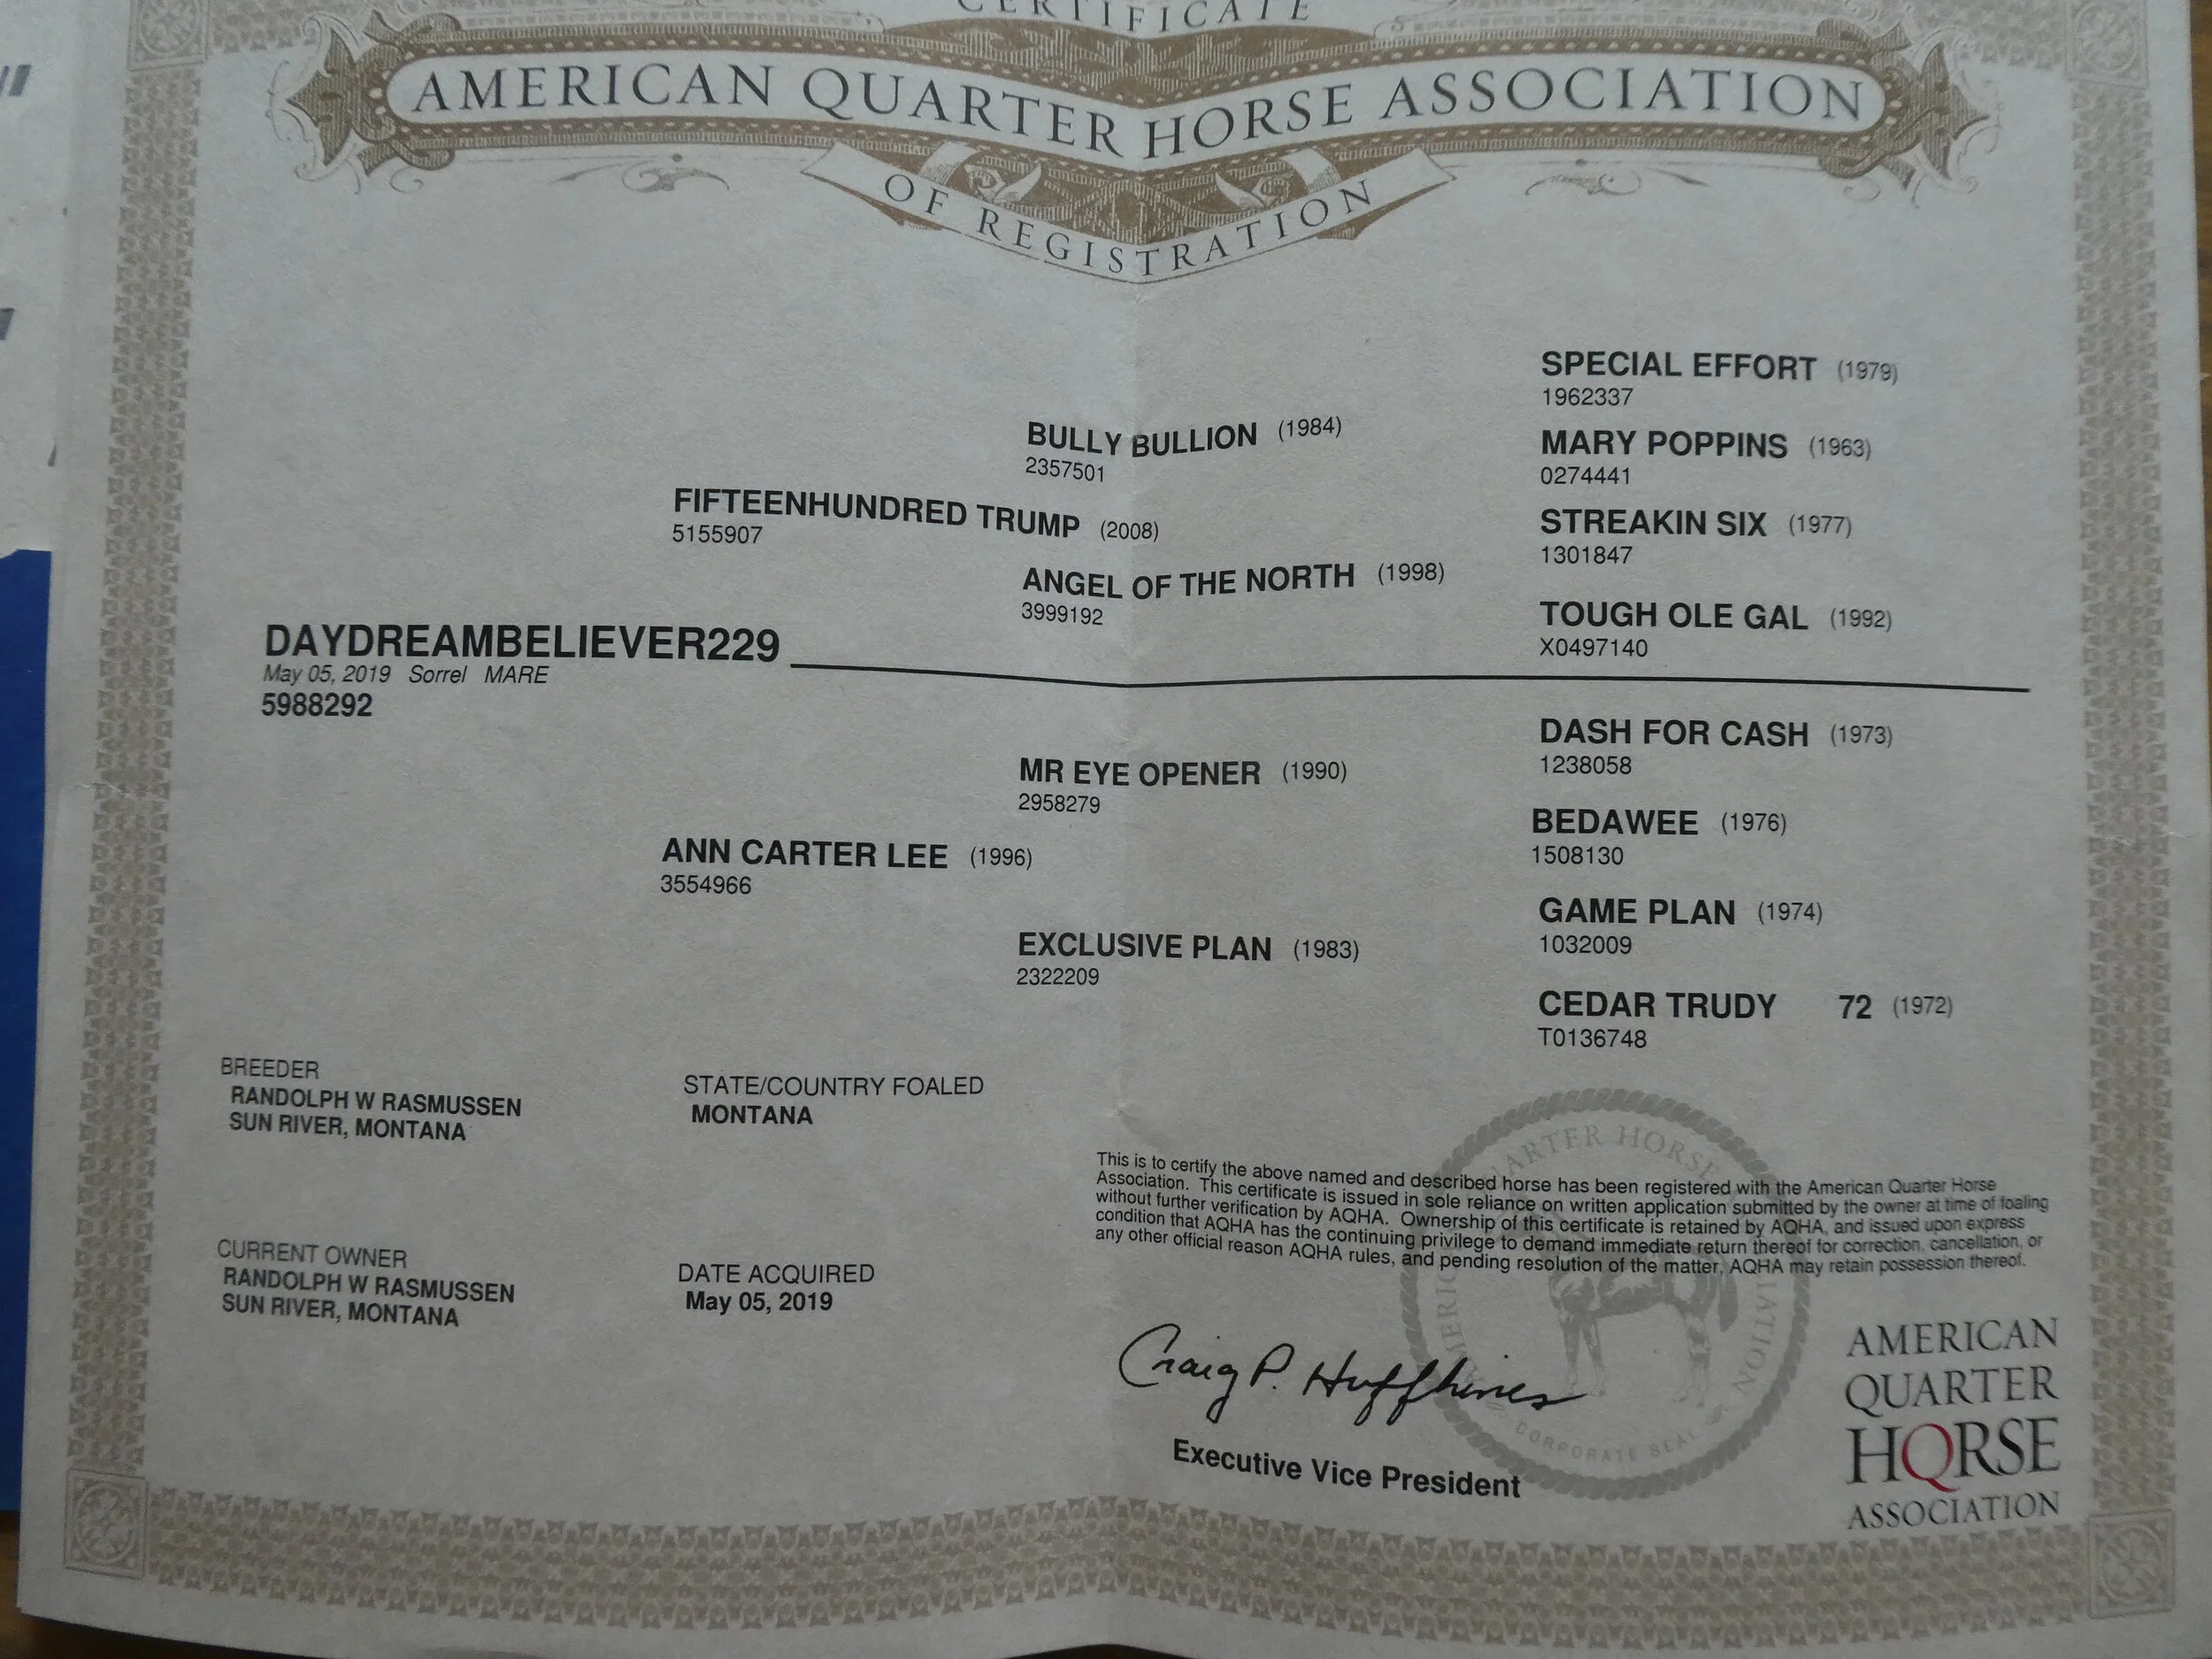 CERTIFICATE
AMERICAN QUARTER HORSE ASSOCIATION
OF REGISTRATION
SPECIAL EFFORT (1979)
1962337
BULLY BULLION (1984)
2357501
MARY POPPINS (1963)
0274441
FIFTEENHUNDRED TRUMP (2008)
5155907
STREAKIN SIX (1977)
1301847
ANGEL OF THE NORTH (1998)
3999192
TOUGH OLE GAL (1992)
X0497140
DAYDREAMBELIEVER229
May 05, 2019 Sorrel MARE
5988292
DASH FOR CASH (1973)
1238058
MR EYE OPENER (1990)
2958279
BEDAWEE (1976)
1508130
ANN CARTER LEE (1996)
3554966
GAME PLAN (1974)
1032009
EXCLUSIVE PLAN (1983)
2322209
CEDAR TRUDY 72 (1972)
T0136748
BREEDER
RANDOLPH W RASMUSSEN
SUN RIVER, MONTANA
STATE/COUNTRY FOALED
MONTANA
CURRENT OWNER
RANDOLPH W RASMUSSEN
SUN RIVER, MONTANA
DATE ACQUIRED
May 05, 2019
This is to certify the above named and described horse has been registered with the American Quarter Horse
Association. This certificate is issued in sole reliance on written application submitted by the owner at time of foaling
without further verification by AQHA. Ownership of this certificate is retained by AQHA, and issued upon express
condition that AQHA has the continuing privilege to demand immediate return thereof for correction, cancellation, or
any other official reason AQHA rules, and pending resolution of the matter, AQHA may retain possession thereof.
Craig P. Huffhines
Executive Vice President
QUARTER HORSE
CORPORATE SEAL
AMERICAN
QUARTER
HORSE
ASSOCIATION